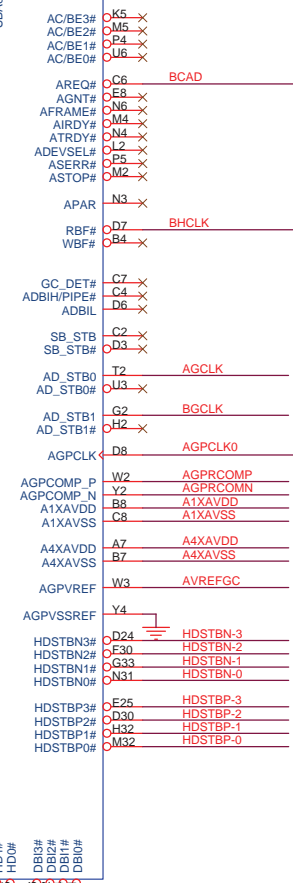 AC/BE3# K5
AC/BE2# M5
AC/BE1# P4
AC/BE0# U6
AREQ# C6 BCAD
AGNT# E8
AFRAME# N6
AIRDY# M4
ATRDY# N4
ADEVSEL# L2
ASERR# P5
ASTOP# M2
APAR N3
RBF# D7 BHCLK
WBF# B4
GC_DET# C7
ADBIH/PIPE# C4
ADBIL D6
SB_STB C2
SB_STB# D3
AD_STB0 T2 AGCLK
AD_STB0# U3
AD_STB1 G2 BGCLK
AD_STB1# H2
AGPCLK D8 AGPCLK0
AGPCOMP_P W2 AGPRCOMP
AGPCOMP_N Y2 AGPRCOMN
A1XAVDD B8 A1XAVDD
A1XAVSS C8 A1XAVSS
A4XAVDD A7 A4XAVDD
A4XAVSS B7 A4XAVSS
AGPVREF W3 AVREFGC
AGPVSSREF Y4
HDSTBN3# D24 HDSTBN-3
HDSTBN2# F30 HDSTBN-2
HDSTBN1# G33 HDSTBN-1
HDSTBN0# N31 HDSTBN-0
HDSTBP3# E25 HDSTBP-3
HDSTBP2# D30 HDSTBP-2
HDSTBP1# H32 HDSTBP-1
HDSTBP0# M32 HDSTBP-0
HD0#
DBI3#
DBI2#
DBI1#
DBI0#